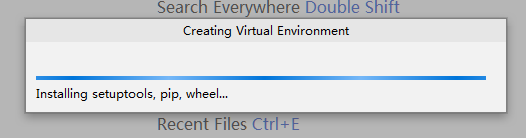 Search Everywhere Double Shift
Creating Virtual Environment
Installing setuptools, pip, wheel...
Recent Files Ctrl+E